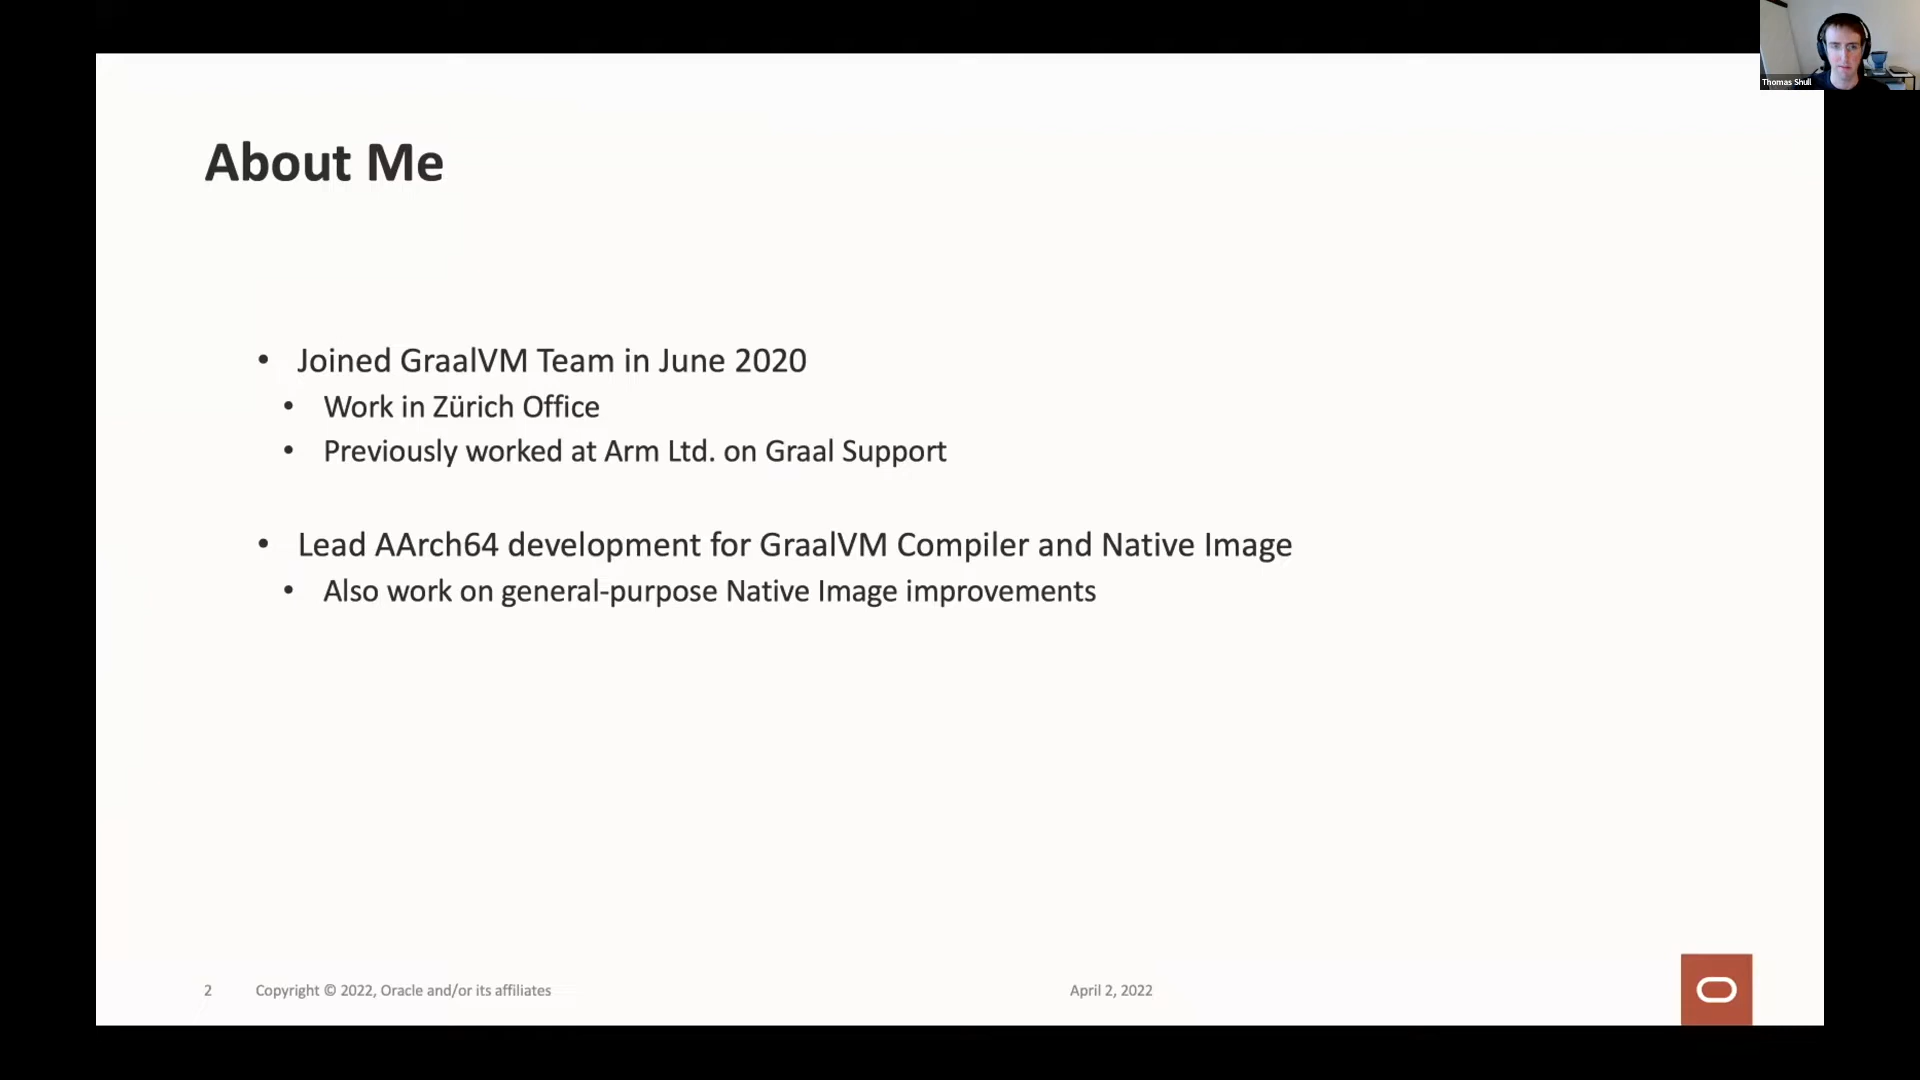 Thomas Shull
About Me
• Joined GraalVM Team in June 2020
• Work in Zürich Office
• Previously worked at Arm Ltd. on Graal Support
• Lead AArch64 development for GraalVM Compiler and Native Image
• Also work on general-purpose Native Image improvements
2 Copyright © 2022, Oracle and/or its affiliates April 2, 2022